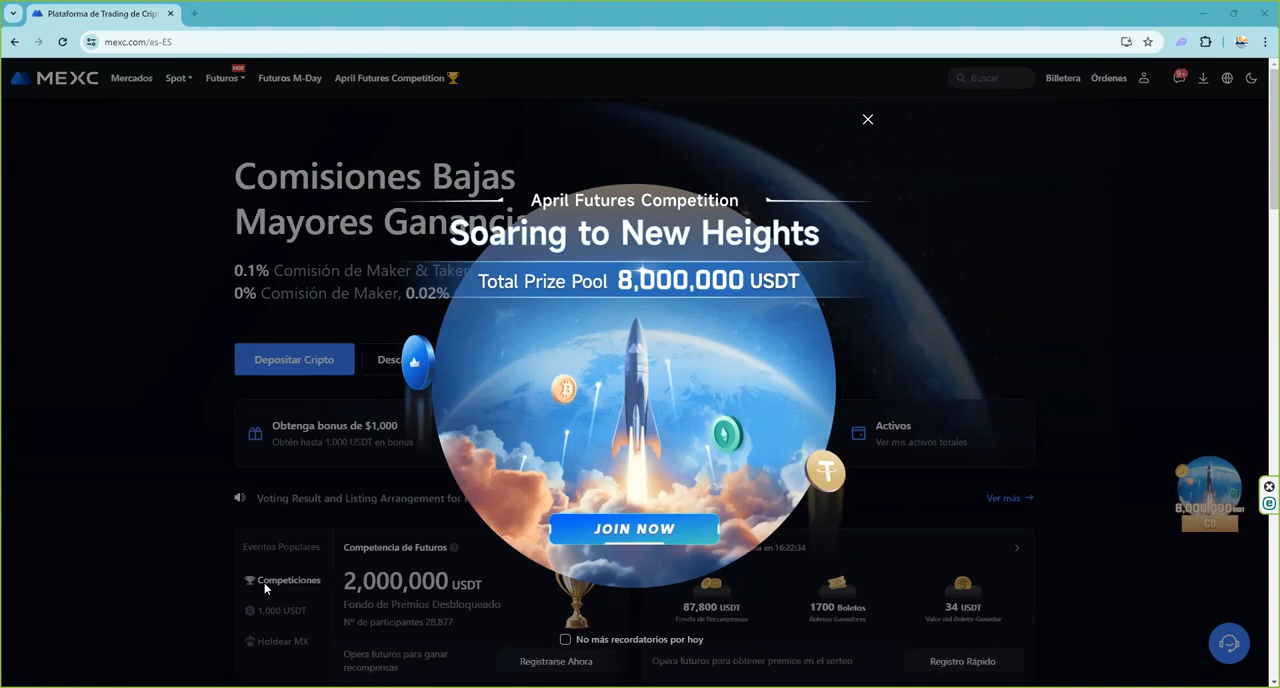 Plataforma de Trading de Crip
mexc.com/es-ES
MEXC
Mercados
Spot
Futuros
HOT
Futuros M-Day
April Futures Competition
Buscar
Billetera
Órdenes
9+
Comisiones Bajas
Mayores Gananci
0.1% Comisión de Maker & Taker
0% Comisión de Maker, 0.02%
Depositar Cripto
Desc
April Futures Competition
Soaring to New Heights
Total Prize Pool 8,000,000 USDT
JOIN NOW
Obtenga bonus de $1,000
Obtén hasta 1.000 USDT en bonus
Activos
Ver mis activos totales
Voting Result and Listing Arrangement for
Ver más
8,000,000 USDT
GO
Eventos Populares
Competiciones
1,000 USDT
Holdear MX
Competencia de Futuros
2,000,000 USDT
Fondo de Premios Desbloqueado
Nº de participantes 28,877
Opera futuros para ganar
recompensas
Registrarse Ahora
en 16:22:34
87,800 USDT
Fondo de Recompensas
1700 Boletos
Boletos Ganadores
34 USDT
Valor del Boleto Ganador
Opera futuros para obtener premios en el sorteo
Registro Rápido
No más recordatorios por hoy